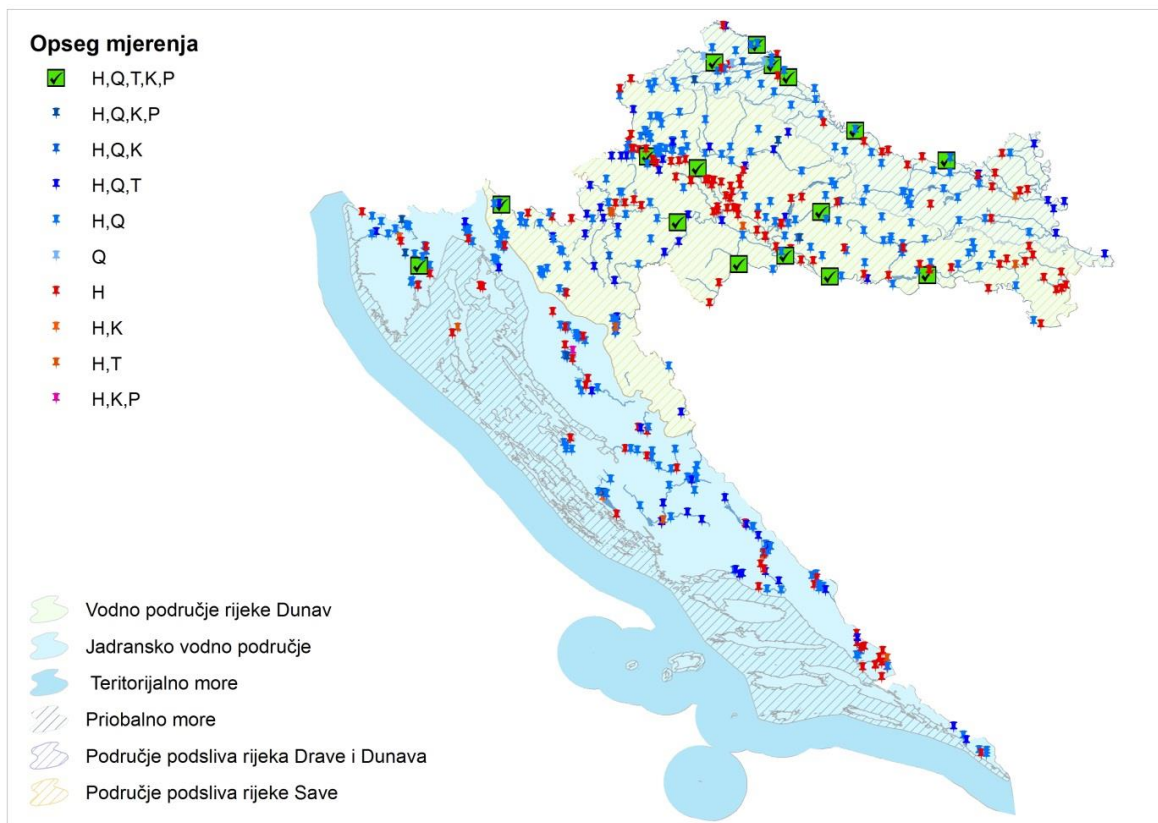 Opseg mjerenja
H,Q,T,K,P
H,Q,K,P
H,Q,K
H,Q,T
H,Q
Q
H
H,K
H,T
H,K,P
Vodno područje rijeke Dunav
Jadransko vodno područje
Teritorijalno more
Priobalno more
Područje podsliva rijeka Drave i Dunava
Područje podsliva rijeke Save